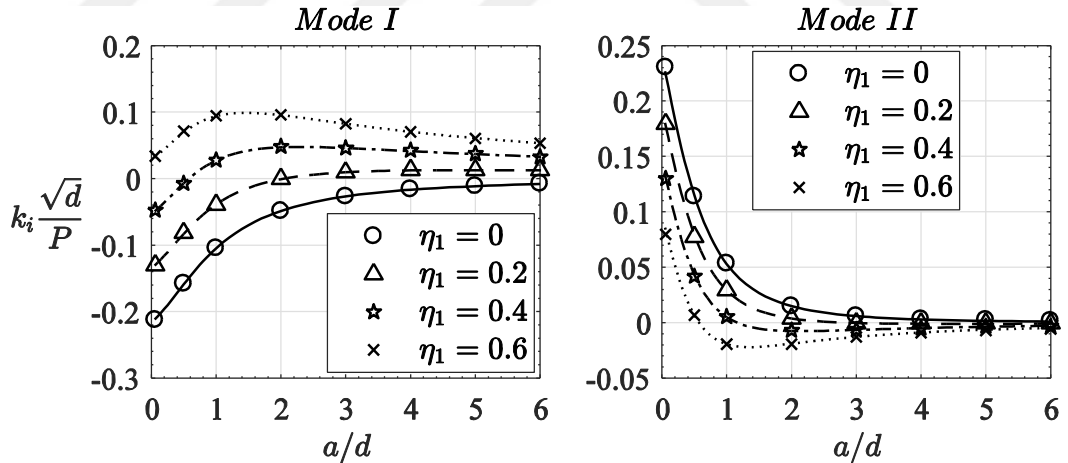 Mode I
0.2
0.1
0
-0.1
-0.2
-0.3
k_i √d / P
0 1 2 3 4 5 6
a/d
η₁ = 0
η₁ = 0.2
η₁ = 0.4
η₁ = 0.6
Mode II
0.25
0.2
0.15
0.1
0.05
0
-0.05
0 1 2 3 4 5 6
a/d
η₁ = 0
η₁ = 0.2
η₁ = 0.4
η₁ = 0.6